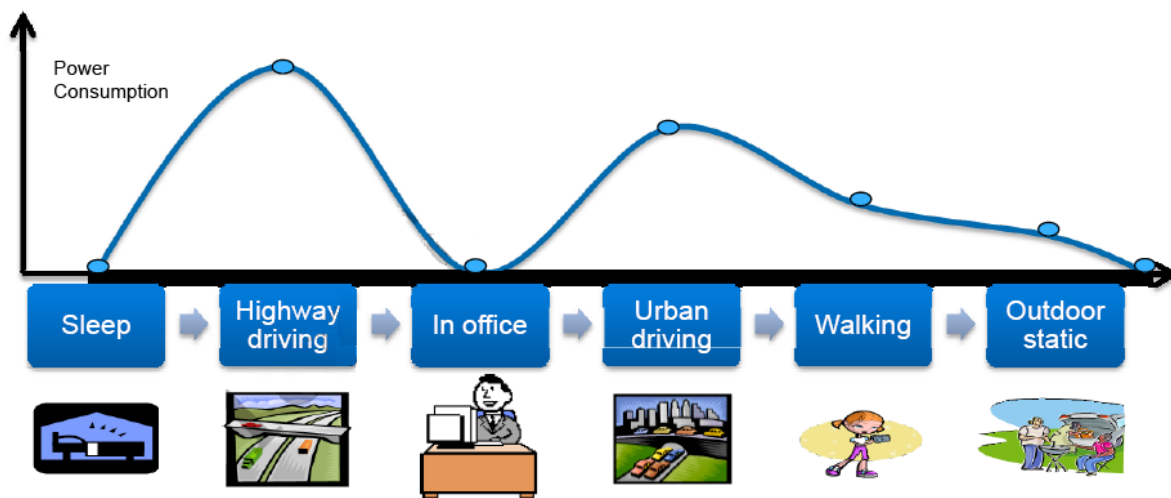 Power
Consumption
Sleep
Highway
driving
In office
Urban
driving
Walking
Outdoor
static